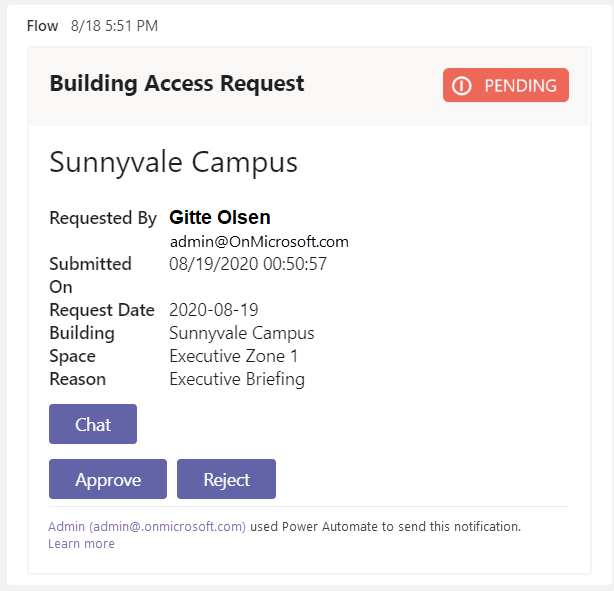 Flow 8/18 5:51 PM
Building Access Request
PENDING
Sunnyvale Campus
Requested By Gitte Olsen
admin@OnMicrosoft.com
Submitted 08/19/2020 00:50:57
On
Request Date 2020-08-19
Building Sunnyvale Campus
Space Executive Zone 1
Reason Executive Briefing
Chat
Approve Reject
Admin (admin@.onmicrosoft.com) used Power Automate to send this notification.
Learn more